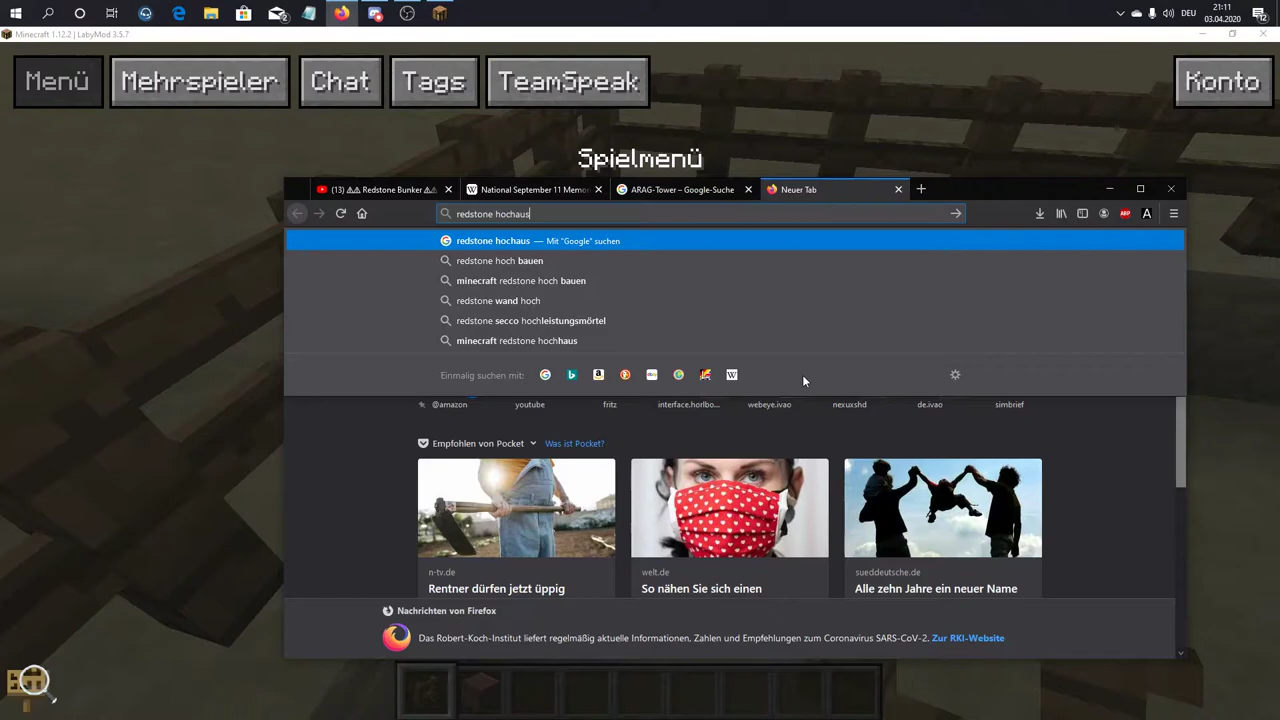 DEU
21:11
03.04.2020
12
2
Minecraft 1.12.2 | LabyMod 3.5.7
Menü
Mehrspieler
Chat
Tags
TeamSpeak
Konto
Spielmenü
(13) ⚠⚠ Redstone Bunker ⚠⚠
National September 11 Memor
ARAG-Tower – Google-Suche
Neuer Tab
redstone hochaus
ABP
A
redstone hochaus — Mit "Google" suchen
redstone hoch bauen
minecraft redstone hoch bauen
redstone wand hoch
redstone secco hochleistungsmörtel
minecraft redstone hochhaus
Einmalig suchen mit:
@amazon
youtube
fritz
interface.horlbo...
webeye.ivao
nexuxshd
de.ivao
simbrief
Empfohlen von Pocket
Was ist Pocket?
n-tv.de
Rentner dürfen jetzt üppig
welt.de
So nähen Sie sich einen
sueddeutsche.de
Alle zehn Jahre ein neuer Name
Nachrichten von Firefox
Das Robert-Koch-Institut liefert regelmäßig aktuelle Informationen, Zahlen und Empfehlungen zum Coronavirus SARS-CoV-2. Zur RKI-Website